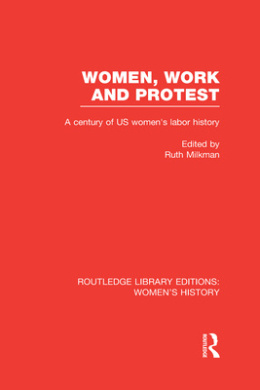 WOMEN, WORK
AND PROTEST
A century of US women's labor history
Edited by
Ruth Milkman
ROUTLEDGE LIBRARY EDITIONS:
WOMEN'S HISTORY
ROUTLEDGE